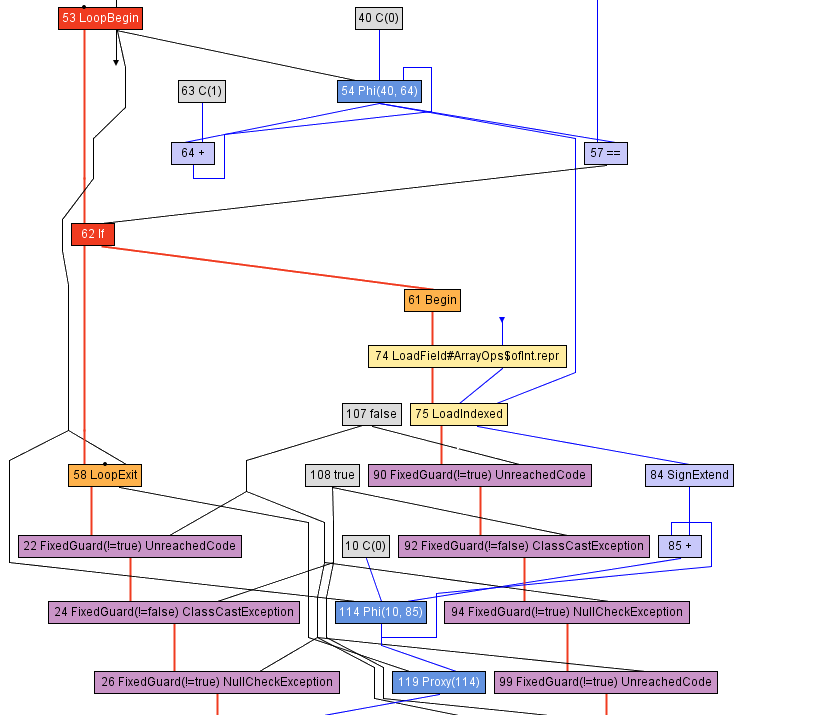 53 LoopBegin
40 C(0)
63 C(1)
54 Phi(40, 64)
64 +
57 ==
62 If
61 Begin
74 LoadField#ArrayOps$ofInt.repr
107 false
75 LoadIndexed
58 LoopExit
108 true
90 FixedGuard(!=true) UnreachedCode
84 SignExtend
22 FixedGuard(!=true) UnreachedCode
10 C(0)
92 FixedGuard(!=false) ClassCastException
85 +
24 FixedGuard(!=false) ClassCastException
114 Phi(10, 85)
94 FixedGuard(!=true) NullCheckException
26 FixedGuard(!=true) NullCheckException
119 Proxy(114)
99 FixedGuard(!=true) UnreachedCode